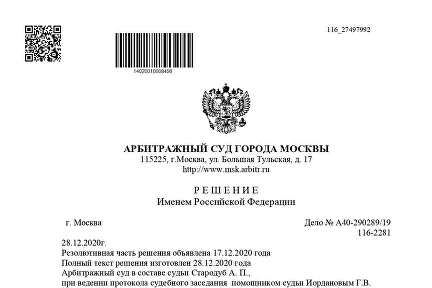 116_27497992
14020010008456
АРБИТРАЖНЫЙ СУД ГОРОДА МОСКВЫ
115225, г.Москва, ул. Большая Тульская, д. 17
http://www.msk.arbitr.ru
Р Е Ш Е Н И Е
Именем Российской Федерации
г. Москва Дело № А40-290289/19
116-2281
28.12.2020г.
Резолютивная часть решения объявлена 17.12.2020 года
Полный текст решения изготовлен 28.12.2020 года
Арбитражный суд в составе судьи Стародуб А. П.,
при ведении протокола судебного заседания помощником судьи Иордановым Г.В.